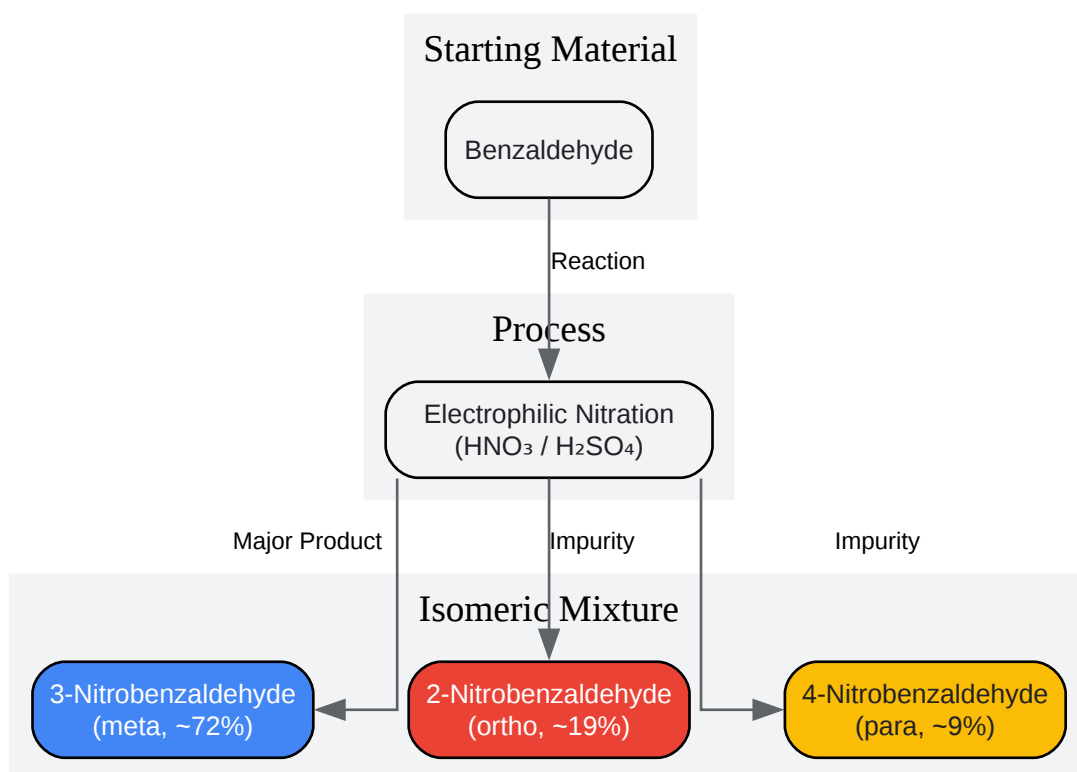 Starting Material
Benzaldehyde
Reaction
Process
Electrophilic Nitration
(HNO₃ / H₂SO₄)
Major Product
Impurity
Impurity
Isomeric Mixture
3-Nitrobenzaldehyde
(meta, ~72%)
2-Nitrobenzaldehyde
(ortho, ~19%)
4-Nitrobenzaldehyde
(para, ~9%)